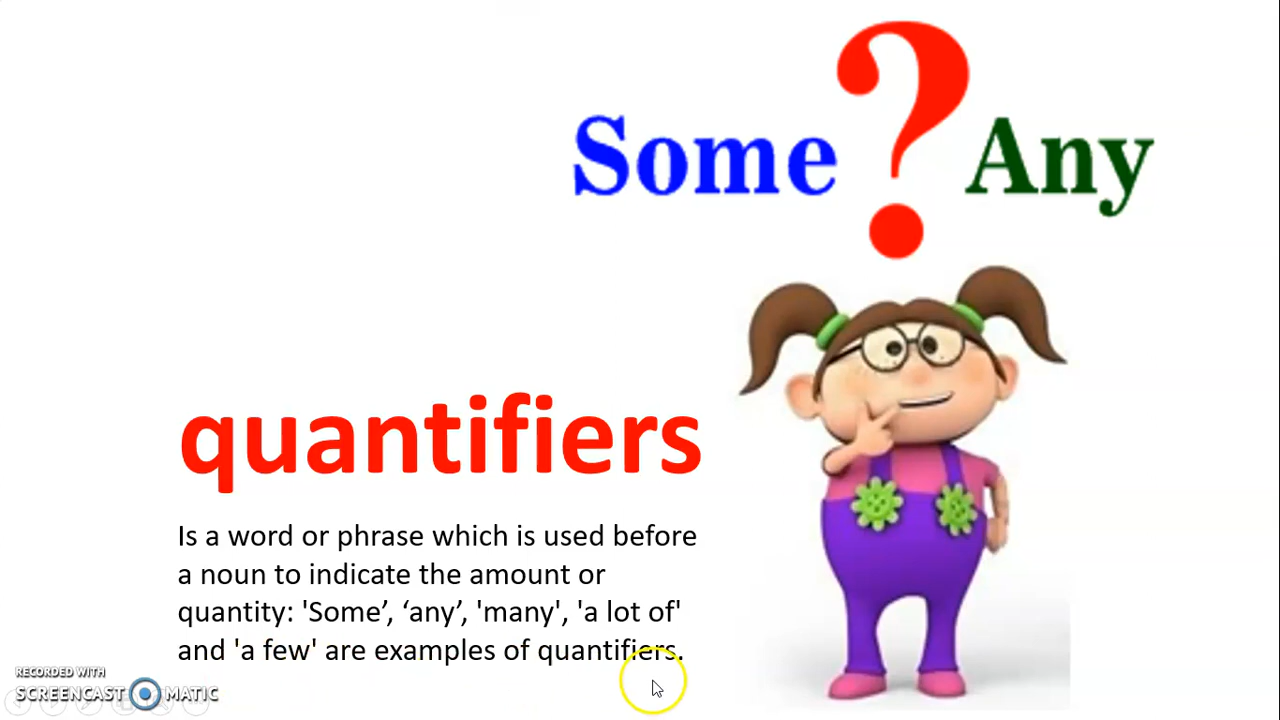 Some ? Any
quantifiers
Is a word or phrase which is used before
a noun to indicate the amount or
quantity: 'Some’, ‘any’, 'many', 'a lot of'
and 'a few' are examples of quantifiers.
RECORDED WITH
SCREENCAST MATIC